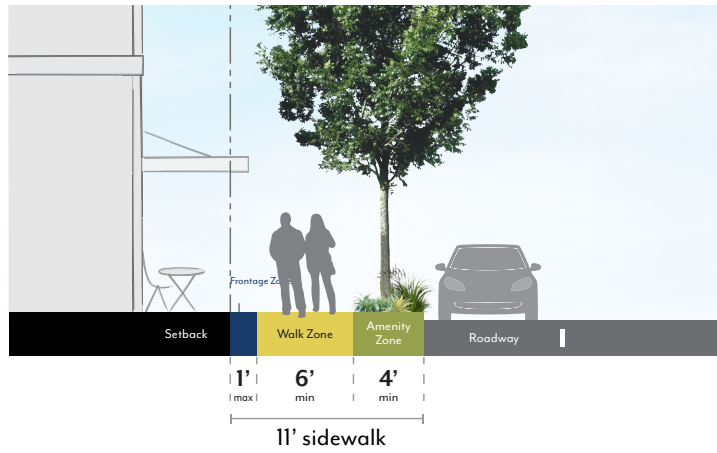 Frontage Zone
Setback
Walk Zone
Amenity
Zone
Roadway
1’
max
6’
min
4’
min
11’ sidewalk